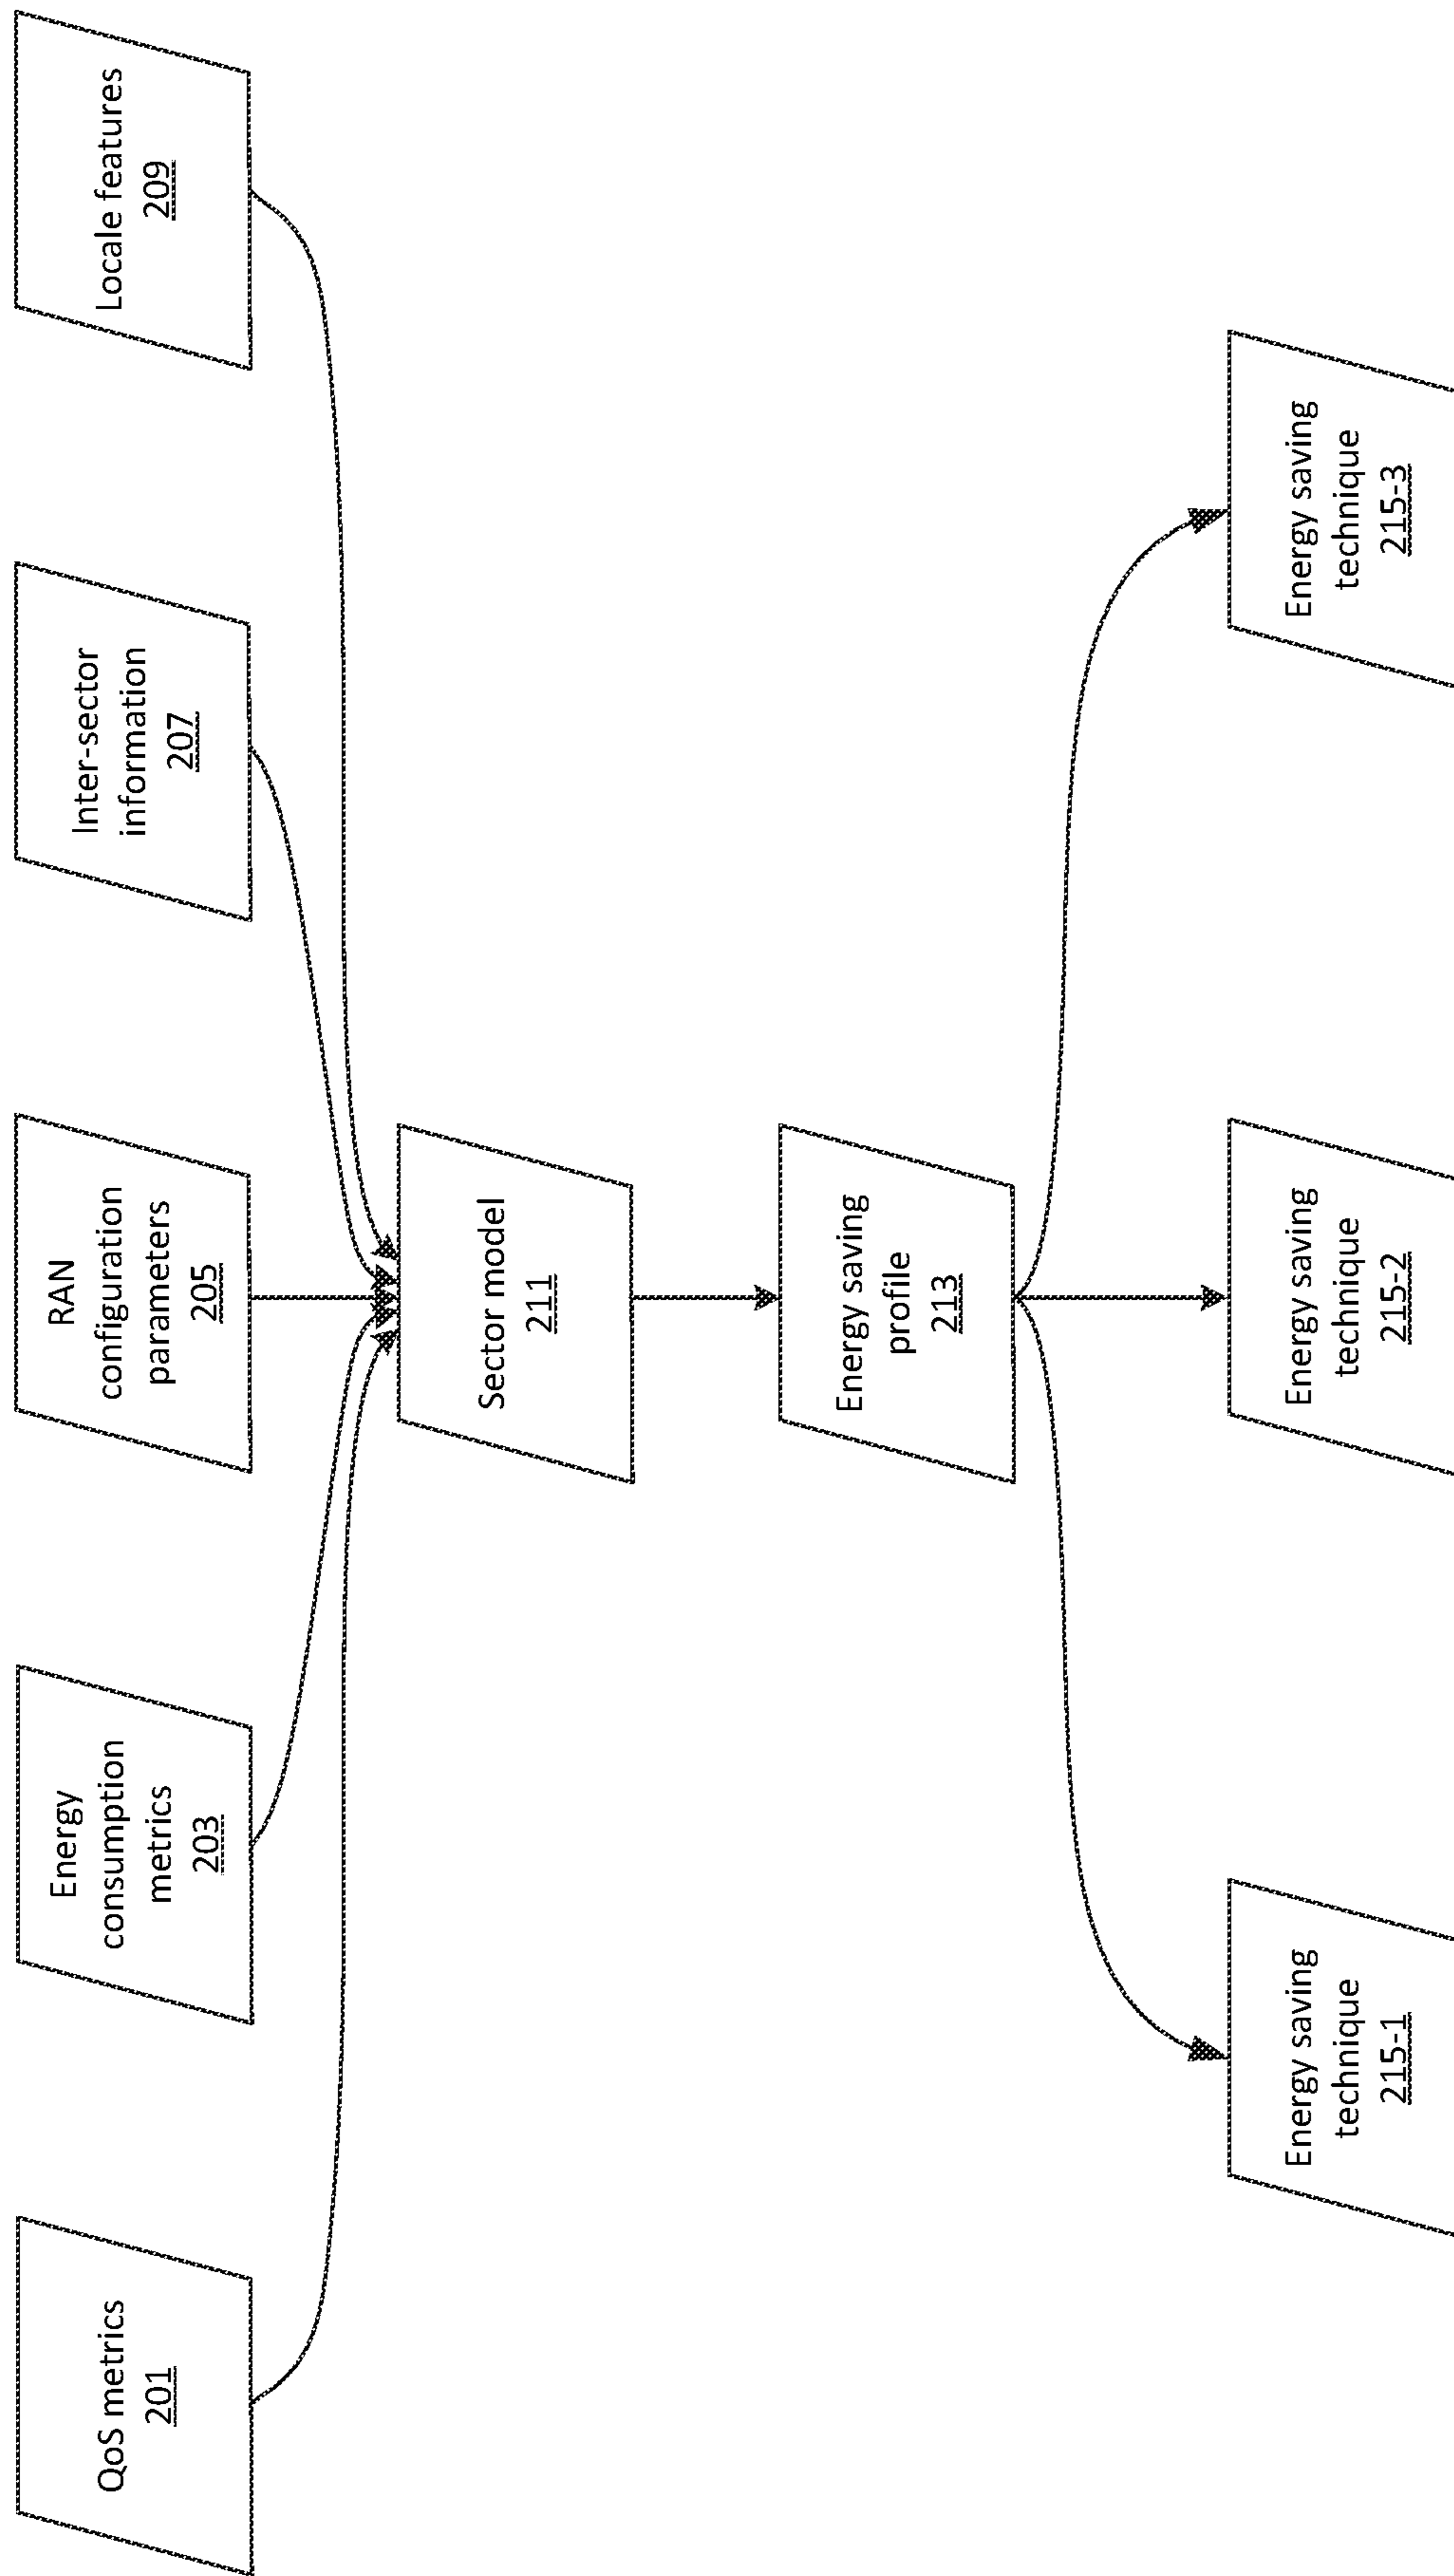 QoS metrics
201
Energy
consumption
metrics
203
RAN
configuration
parameters
205
Inter-sector
information
207
Locale features
209
Sector model
211
Energy saving
profile
213
Energy saving
technique
215-1
Energy saving
technique
215-2
Energy saving
technique
215-3